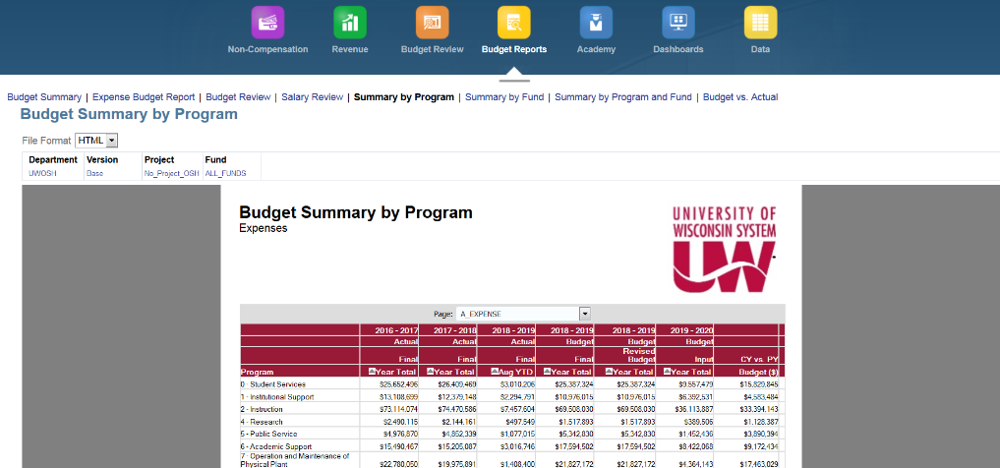 Non-Compensation Revenue Budget Review Budget Reports Academy Dashboards Data
Budget Summary | Expense Budget Report | Budget Review | Salary Review | Summary by Program | Summary by Fund | Summary by Program and Fund | Budget vs. Actual
Budget Summary by Program
File Format HTML
Department Version Project Fund
UWOSH Base No_Project_OSH ALL_FUNDS
Budget Summary by Program
Expenses
UNIVERSITY OF
WISCONSIN SYSTEM
UW
Page: A_EXPENSE
2016 - 2017 2017 - 2018 2018 - 2019 2018 - 2019 2018 - 2019 2019 - 2020
Actual Actual Actual Budget Budget Budget
Final Final Final Final Revised Budget Input CY vs. PY
Program Year Total Year Total Aug YTD Year Total Year Total Year Total Budget ($)
0 - Student Services $25,652,496 $26,409,469 $3,010,206 $25,387,324 $25,387,324 $9,557,479 $15,829,845
1 - Institutional Support $13,108,699 $12,379,148 $2,294,791 $10,976,015 $10,976,015 $6,392,531 $4,583,484
2 - Instruction $73,114,074 $74,470,586 $7,457,604 $69,508,030 $69,508,030 $36,113,887 $33,394,143
4 - Research $2,490,115 $2,144,161 $497,549 $1,517,893 $1,517,893 $389,506 $1,128,387
5 - Public Service $4,976,870 $4,852,339 $1,077,015 $5,342,830 $5,342,830 $1,452,436 $3,890,394
6 - Academic Support $15,490,467 $15,205,087 $3,016,746 $17,594,502 $17,594,502 $8,422,068 $9,172,434
7 - Operation and Maintenance of
Physical Plant $22,780,050 $19,975,891 $1,408,400 $21,827,172 $21,827,172 $4,364,143 $17,463,029